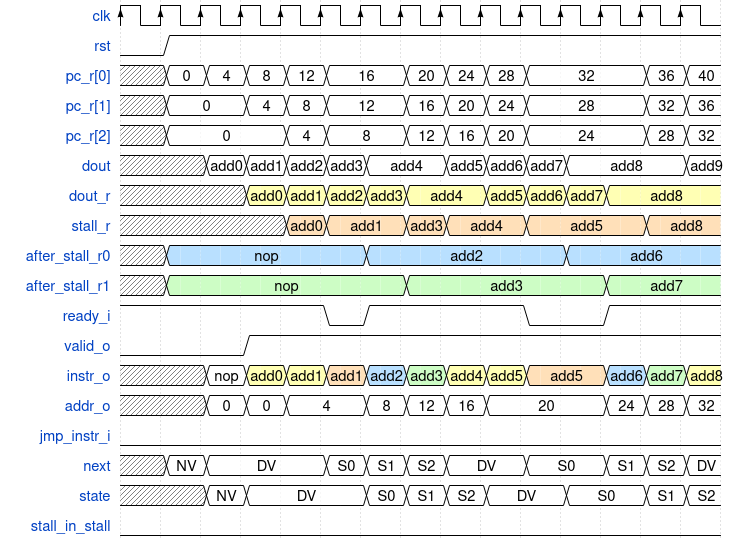 clk
rst
pc_r[0] 0 4 8 12 16 20 24 28 32 36 40
pc_r[1] 0 4 8 12 16 20 24 28 32 36
pc_r[2] 0 4 8 12 16 20 24 28 32
dout add0 add1 add2 add3 add4 add5 add6 add7 add8 add9
dout_r add0 add1 add2 add3 add4 add5 add6 add7 add8
stall_r add0 add1 add3 add4 add5 add8
after_stall_r0 nop add2 add6
after_stall_r1 nop add3 add7
ready_i
valid_o
instr_o nop add0 add1 add1 add2 add3 add4 add5 add5 add6 add7 add8
addr_o 0 0 4 8 12 16 20 24 28 32
jmp_instr_i
next NV DV S0 S1 S2 DV S0 S1 S2 DV
state NV DV S0 S1 S2 DV S0 S1 S2
stall_in_stall